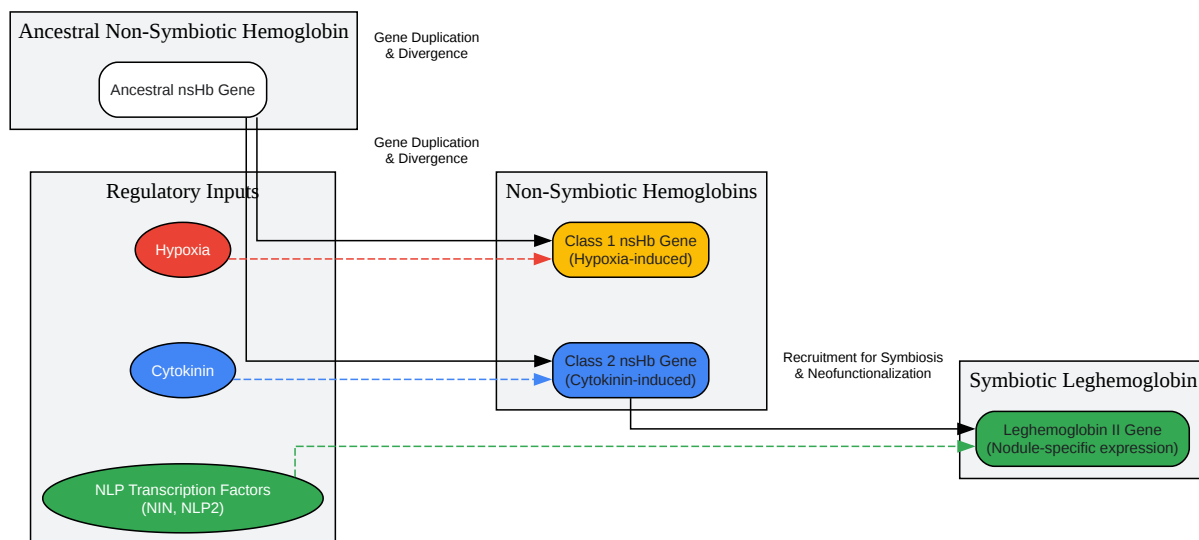 Ancestral Non-Symbiotic Hemoglobin
Ancestral nsHb Gene
Gene Duplication
& Divergence
Gene Duplication
& Divergence
Regulatory Inputs
Hypoxia
Cytokinin
NLP Transcription Factors
(NIN, NLP2)
Non-Symbiotic Hemoglobins
Class 1 nsHb Gene
(Hypoxia-induced)
Class 2 nsHb Gene
(Cytokinin-induced)
Recruitment for Symbiosis
& Neofunctionalization
Symbiotic Leghemoglobin
Leghemoglobin II Gene
(Nodule-specific expression)